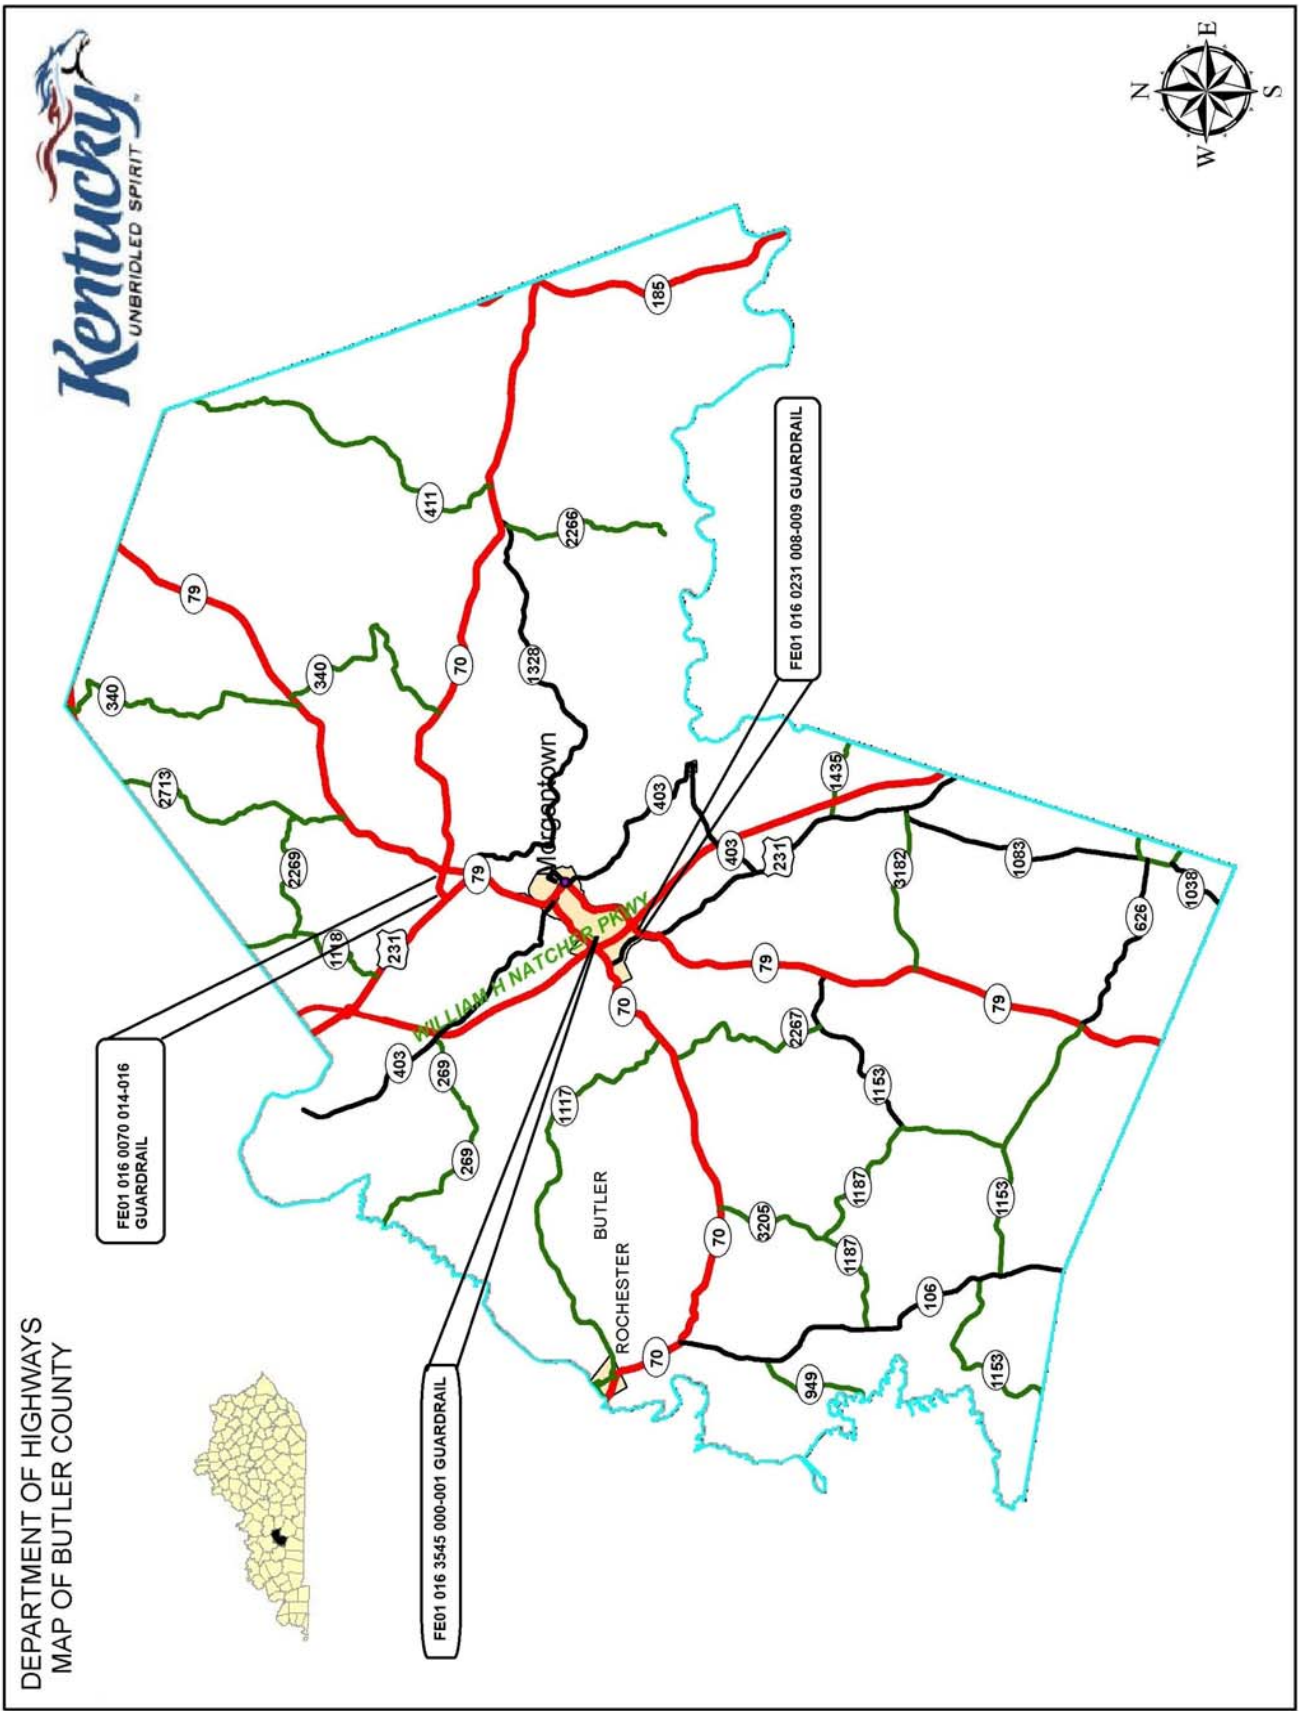 DEPARTMENT OF HIGHWAYS
MAP OF BUTLER COUNTY
Kentucky
UNBRIDLED SPIRIT
FE01 016 0070 014-016
GUARDRAIL
FE01 016 3545 000-001 GUARDRAIL
FE01 016 0231 008-009 GUARDRAIL
N
E
S
W
WILLIAM H NATCHER PKWY
Morgantown
BUTLER
ROCHESTER
340
79
340
2713
2269
1118
231
411
70
2266
1328
185
79
403
403
231
1435
3182
1083
626
1038
403
269
269
70
79
79
1117
2267
1153
1187
1187
3205
70
70
1153
106
949
1153